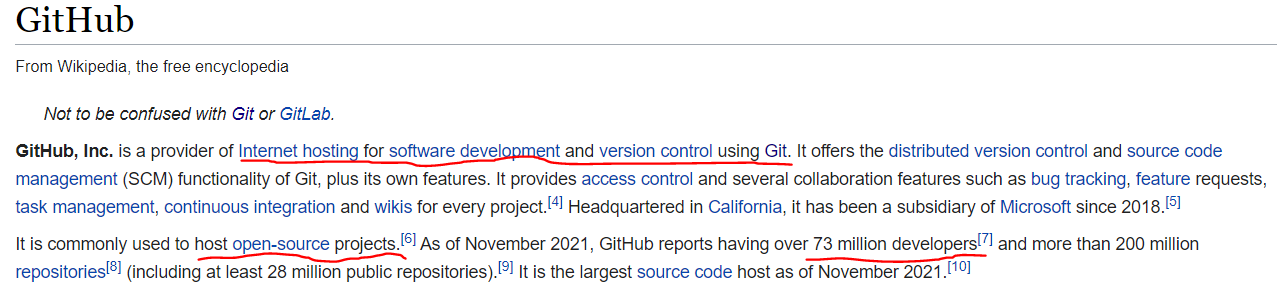 GitHub
From Wikipedia, the free encyclopedia
Not to be confused with Git or GitLab.
GitHub, Inc. is a provider of Internet hosting for software development and version control using Git. It offers the distributed version control and source code
management (SCM) functionality of Git, plus its own features. It provides access control and several collaboration features such as bug tracking, feature requests,
task management, continuous integration and wikis for every project.[4] Headquartered in California, it has been a subsidiary of Microsoft since 2018.[5]
It is commonly used to host open-source projects.[6] As of November 2021, GitHub reports having over 73 million developers[7] and more than 200 million
repositories[8] (including at least 28 million public repositories).[9] It is the largest source code host as of November 2021.[10]